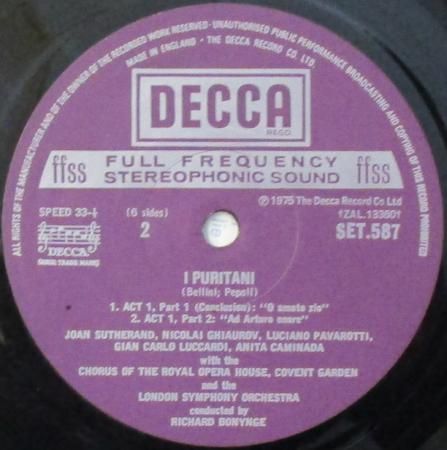 ALL RIGHTS OF THE MANUFACTURER AND OF THE OWNER OF THE RECORDED WORK RESERVED · UNAUTHORISED PUBLIC PERFORMANCE BROADCASTING AND COPYING OF THIS RECORD PROHIBITED
MADE IN ENGLAND · THE DECCA RECORD CO. LTD.
DECCA
REGD.
ffss FULL FREQUENCY ffss
STEREOPHONIC SOUND
℗ 1975 The Decca Record Co Ltd
SPEED 33⅓ (6 sides)
2 SET.587
DECCA
I PURITANI
(Bellini; Pepoli)
1. ACT 1, Part 1 (Conclusion): "O amato zio"
2. ACT 1, Part 2: "Ad Arturo onore"
JOAN SUTHERAND, NICOLAI GHIAUROV, LUCIANO PAVAROTTI,
GIAN CARLO LUCCARDI, ANITA CAMINADA
with the
CHORUS OF THE ROYAL OPERA HOUSE, COVENT GARDEN
and the
LONDON SYMPHONY ORCHESTRA
conducted by
RICHARD BONYNGE